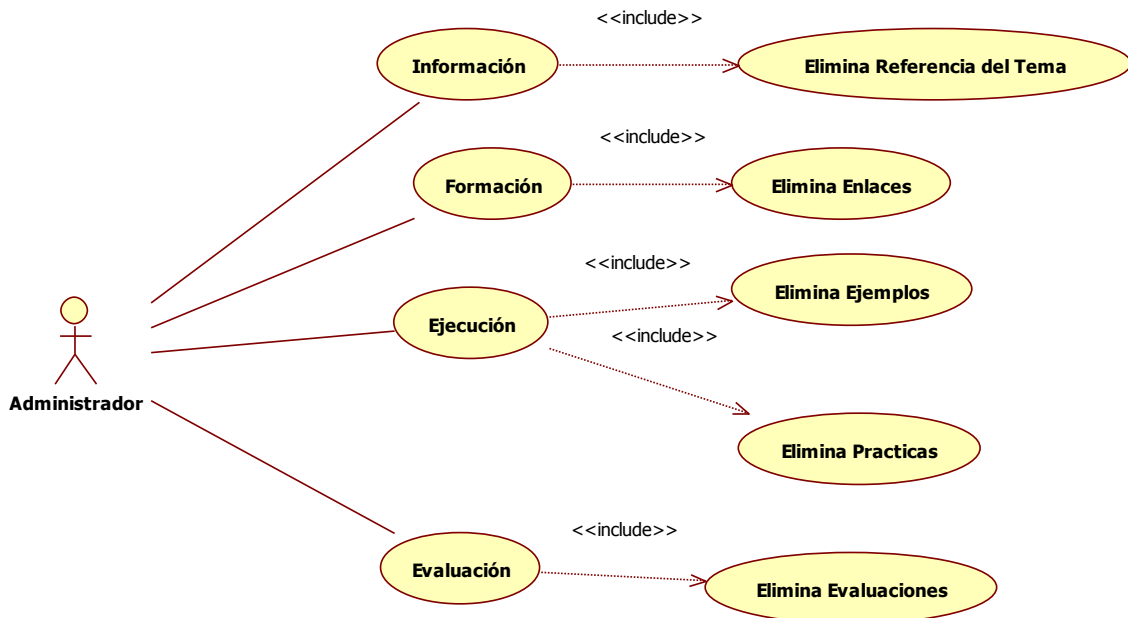 <<include>>
Información
Elimina Referencia del Tema
<<include>>
Formación
Elimina Enlaces
<<include>>
Elimina Ejemplos
Ejecución
<<include>>
Administrador
Elimina Practicas
<<include>>
Evaluación
Elimina Evaluaciones